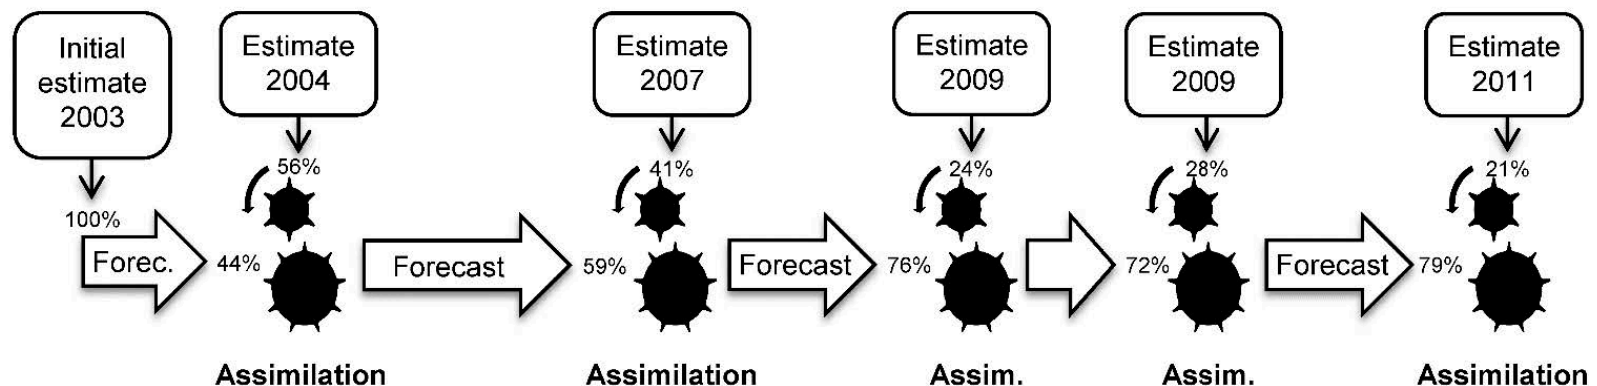 Initial
estimate
2003
Estimate
2004
Estimate
2007
Estimate
2009
Estimate
2009
Estimate
2011
56%
41%
24%
28%
21%
100%
Forec.
44%
Forecast
59%
Forecast
76%
72%
Forecast
79%
Assimilation
Assimilation
Assim.
Assim.
Assimilation